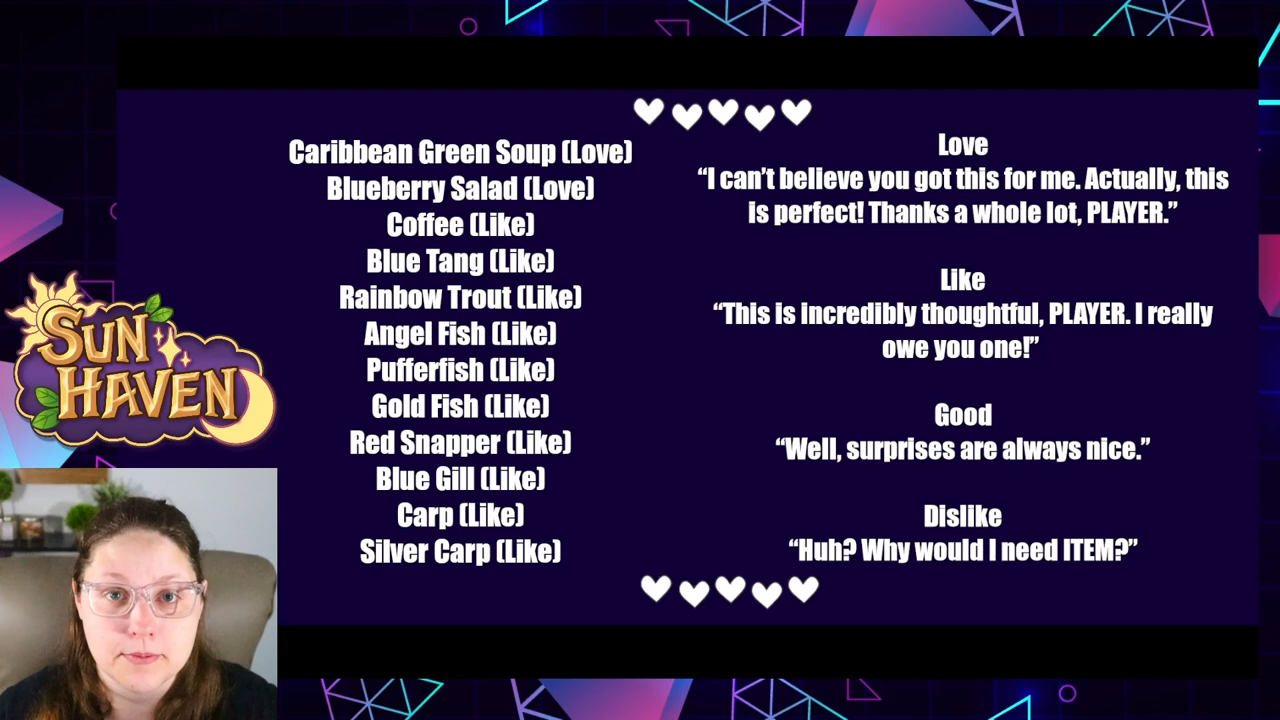 Caribbean Green Soup (Love)
Blueberry Salad (Love)
Coffee (Like)
Blue Tang (Like)
Rainbow Trout (Like)
Angel Fish (Like)
Pufferfish (Like)
Gold Fish (Like)
Red Snapper (Like)
Blue Gill (Like)
Carp (Like)
Silver Carp (Like)
Love
“I can’t believe you got this for me. Actually, this
is perfect! Thanks a whole lot, PLAYER.”
Like
“This is incredibly thoughtful, PLAYER. I really
owe you one!”
Good
“Well, surprises are always nice.”
Dislike
“Huh? Why would I need ITEM?”
SUN
HAVEN